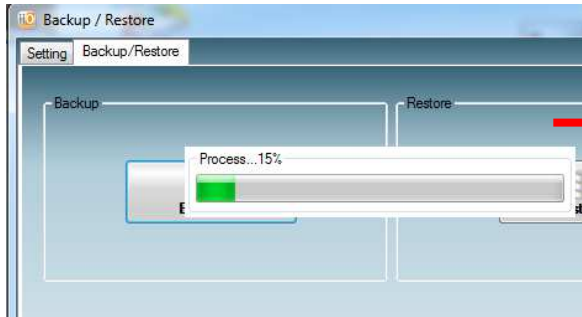 Backup / Restore
Setting Backup/Restore
Backup
Restore
Process...15%